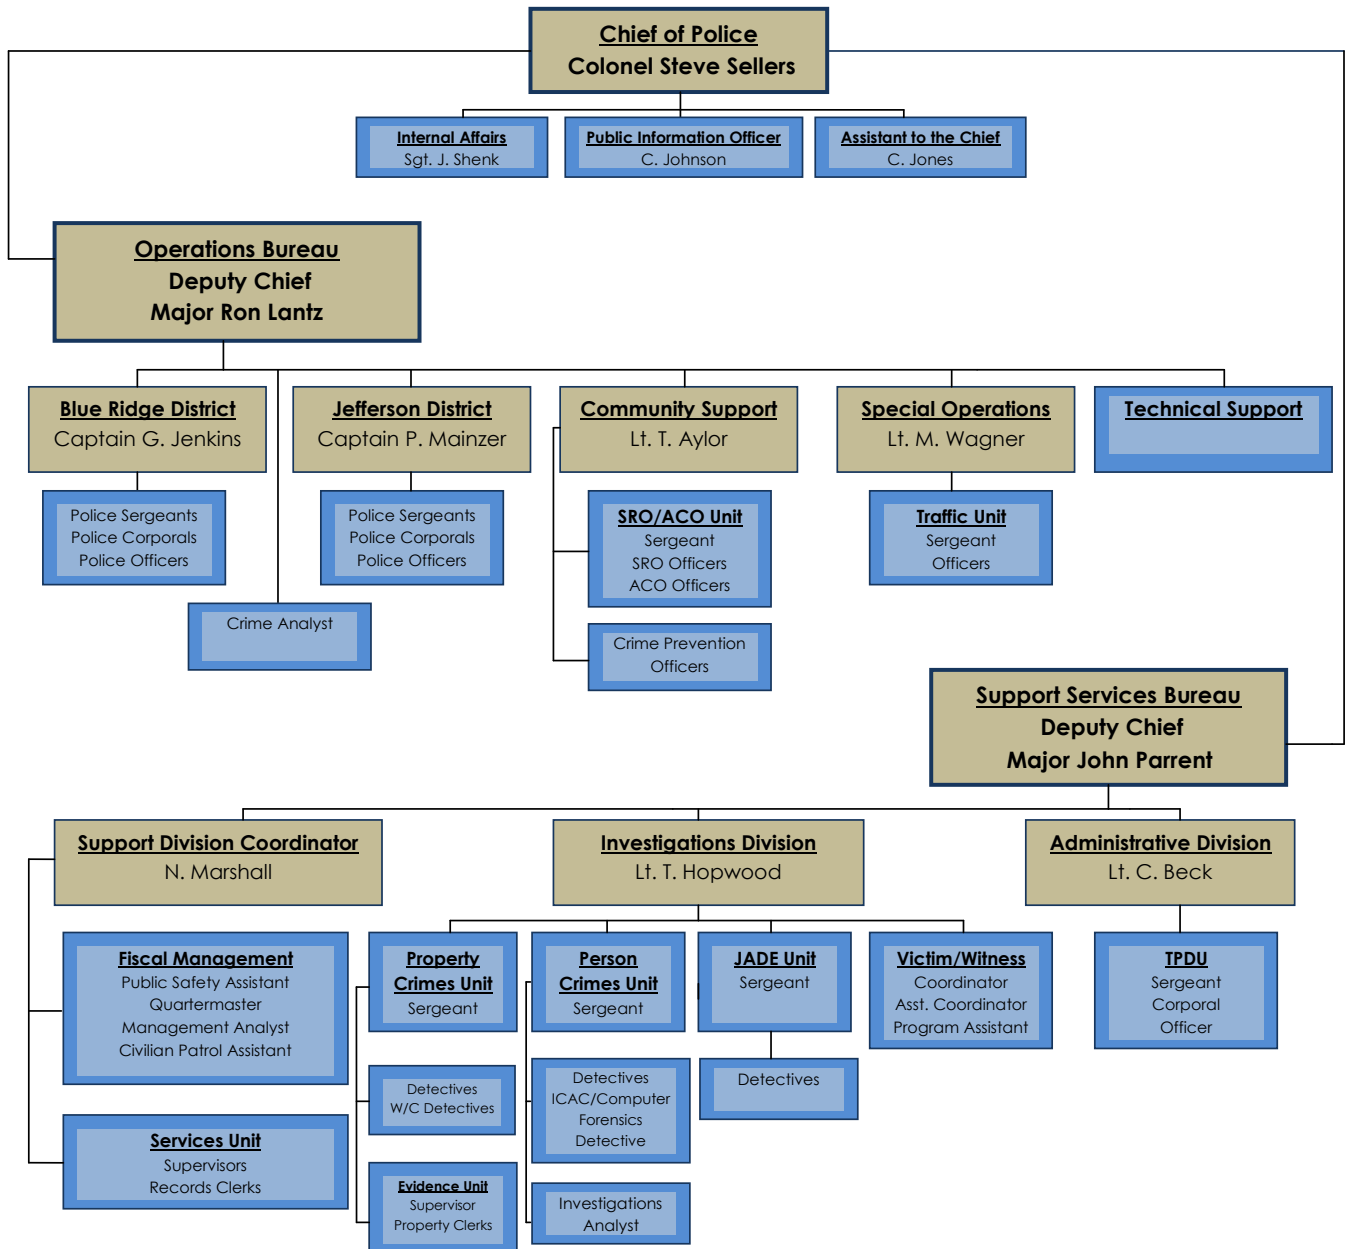 Chief of Police
Colonel Steve Sellers
Internal Affairs
Sgt. J. Shenk
Public Information Officer
C. Johnson
Assistant to the Chief
C. Jones
Operations Bureau
Deputy Chief
Major Ron Lantz
Blue Ridge District
Captain G. Jenkins
Jefferson District
Captain P. Mainzer
Community Support
Lt. T. Aylor
Special Operations
Lt. M. Wagner
Technical Support
Police Sergeants
Police Corporals
Police Officers
Police Sergeants
Police Corporals
Police Officers
SRO/ACO Unit
Sergeant
SRO Officers
ACO Officers
Traffic Unit
Sergeant
Officers
Crime Analyst
Crime Prevention
Officers
Support Services Bureau
Deputy Chief
Major John Parrent
Support Division Coordinator
N. Marshall
Investigations Division
Lt. T. Hopwood
Administrative Division
Lt. C. Beck
Fiscal Management
Public Safety Assistant
Quartermaster
Management Analyst
Civilian Patrol Assistant
Property
Crimes Unit
Sergeant
Person
Crimes Unit
Sergeant
JADE Unit
Sergeant
Victim/Witness
Coordinator
Asst. Coordinator
Program Assistant
TPDU
Sergeant
Corporal
Officer
Detectives
W/C Detectives
Detectives
ICAC/Computer
Forensics
Detective
Detectives
Services Unit
Supervisors
Records Clerks
Evidence Unit
Supervisor
Property Clerks
Investigations
Analyst